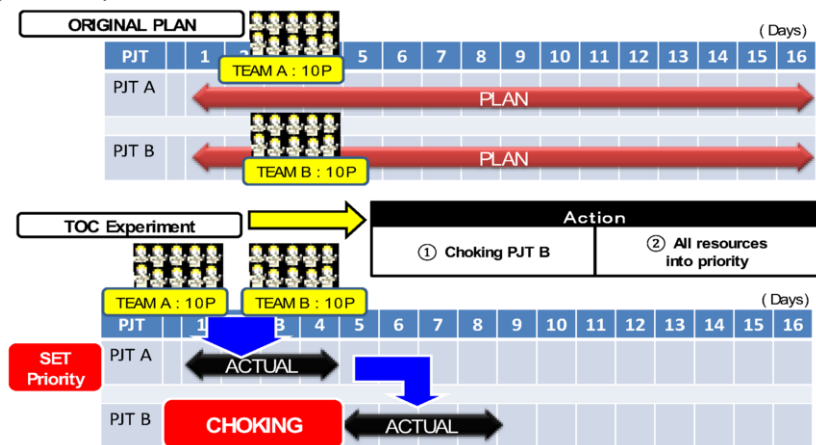 ORIGINAL PLAN
( Days)
PJT 1 2 5 6 7 8 9 10 11 12 13 14 15 16
TEAM A : 10P
PJT A
PLAN
PJT B
PLAN
TEAM B : 10P
TOC Experiment
Action
① Choking PJT B
② All resources
into priority
TEAM A : 10P
TEAM B : 10P
( Days)
PJT 1 3 4 5 6 7 8 9 10 11 12 13 14 15 16
SET
Priority
PJT A
ACTUAL
PJT B
CHOKING
ACTUAL